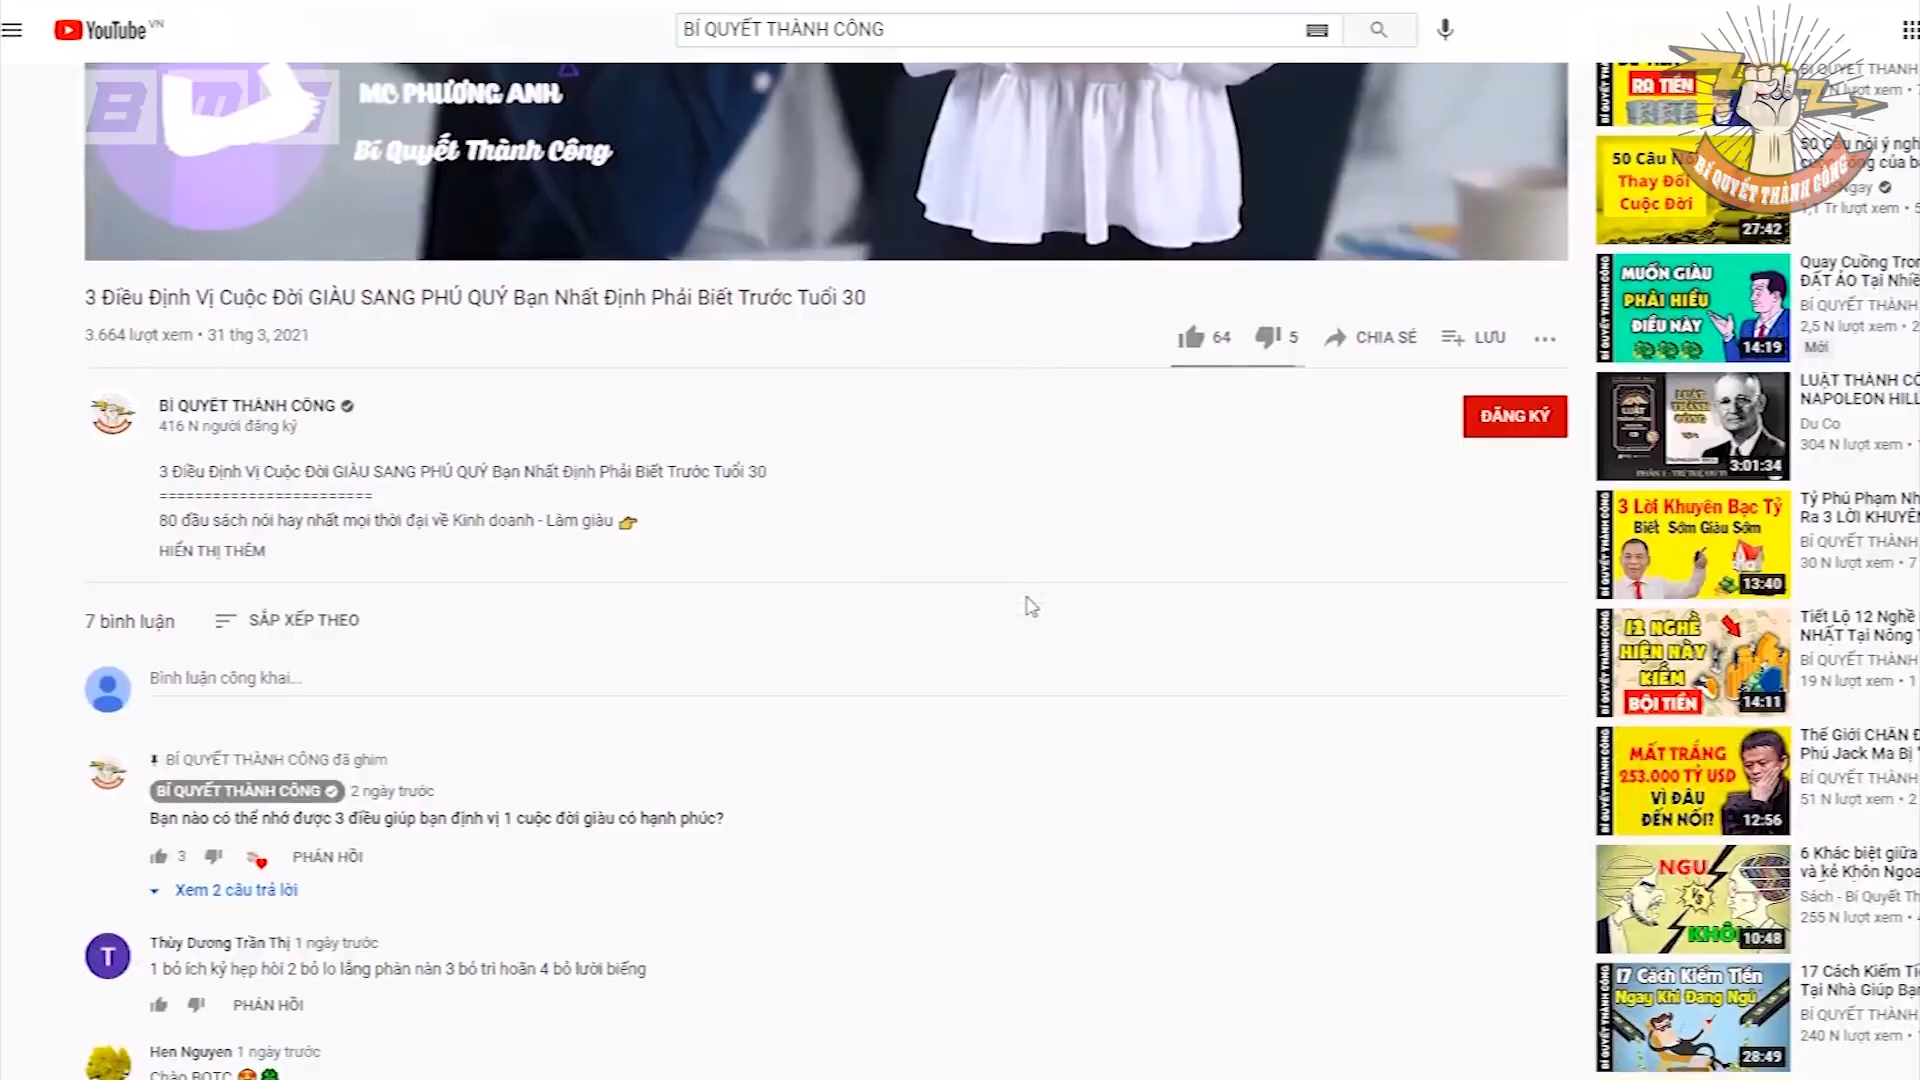 YouTube VN
BÍ QUYẾT THÀNH CÔNG
MC PHƯƠNG ANH
Bí Quyết Thành Công
3 Điều Định Vị Cuộc Đời GIÀU SANG PHÚ QUÝ Bạn Nhất Định Phải Biết Trước Tuổi 30
3.664 lượt xem • 31 thg 3, 2021
64
5
CHIA SẺ
LƯU
BÍ QUYẾT THÀNH CÔNG
416 N người đăng ký
ĐĂNG KÝ
3 Điều Định Vị Cuộc Đời GIÀU SANG PHÚ QUÝ Bạn Nhất Định Phải Biết Trước Tuổi 30
========================
80 đầu sách nói hay nhất mọi thời đại về Kinh doanh - Làm giàu 👉
HIỂN THỊ THÊM
7 bình luận
SẮP XẾP THEO
Bình luận công khai...
BÍ QUYẾT THÀNH CÔNG đã ghim
BÍ QUYẾT THÀNH CÔNG 2 ngày trước
Bạn nào có thể nhớ được 3 điều giúp bạn định vị 1 cuộc đời giàu có hạnh phúc?
3
PHẢN HỒI
Xem 2 câu trả lời
T
Thùy Dương Trần Thị 1 ngày trước
1 bỏ ích kỷ hẹp hòi 2 bỏ lo lắng phàn nàn 3 bỏ trì hoãn 4 bỏ lười biếng
PHẢN HỒI
Hen Nguyen 1 ngày trước
Chào BQTC
BÍ QUYẾT THÀNH CÔNG
RA TIỀN
50 Câu
Thay Đổi
Cuộc Đời
27:42
1,1 Tr lượt xem
MUỐN GIÀU
PHẢI HIỂU
ĐIỀU NÀY
14:19
Quay Cuồng
ĐẤT ẢO Tại
BÍ QUYẾT THÀNH
2,5 N lượt xem
Mới
LUẬT
THÀNH
CÔNG
3:01:34
LUẬT THÀNH
NAPOLEON HILL
Du Co
304 N lượt xem
3 Lời Khuyên Bạc Tỷ
Biết Sớm Giàu Sớm
13:40
Tỷ Phú Phạm
Ra 3 LỜI
BÍ QUYẾT THÀNH
30 N lượt xem • 7
12 NGHỀ
HIỆN NAY
KIẾM
BỘI TIỀN
14:11
Tiết Lộ 12 Nghề
NHẤT Tại Nông
BÍ QUYẾT THÀNH
19 N lượt xem • 1
MẤT TRẮNG
253.000 TỶ USD
VÌ ĐÂU
ĐẾN NỖI?
12:56
Thế Giới
Phú Jack Ma Bị
BÍ QUYẾT THÀNH
51 N lượt xem • 2
NGU
VS
10:48
6 Khác biệt giữa
và kẻ Khôn
Sách - Bí Quyết
255 N lượt xem
17 Cách Kiếm Tiền
Ngay Khi Đang Ngủ
28:49
17 Cách Kiếm
Tại Nhà Giúp
BÍ QUYẾT THÀNH
240 N lượt xem